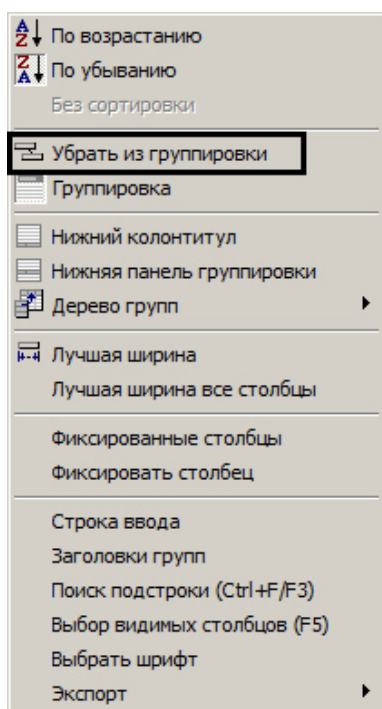 По возрастанию
По убыванию
Без сортировки
Убрать из группировки
Группировка
Нижний колонтитул
Нижняя панель группировки
Дерево групп
Лучшая ширина
Лучшая ширина все столбцы
Фиксированные столбцы
Фиксировать столбец
Строка ввода
Заголовки групп
Поиск подстроки (Ctrl+F/F3)
Выбор видимых столбцов (F5)
Выбрать шрифт
Экспорт